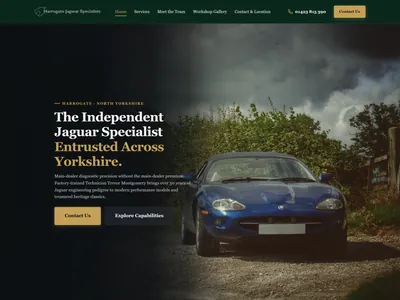 Harrogate Jaguar Specialists
Home
Services
Meet the Team
Workshop Gallery
Contact & Location
01423 813 590
Contact Us
HARROGATE · NORTH YORKSHIRE
The Independent
Jaguar Specialist
Entrusted Across
Yorkshire.
Main-dealer diagnostic precision without the main-dealer premium.
Factory-trained Technician Trevor Montgomery brings over 30 years of
Jaguar engineering pedigree to modern performance models and
treasured heritage classics.
Contact Us
Explore Capabilities